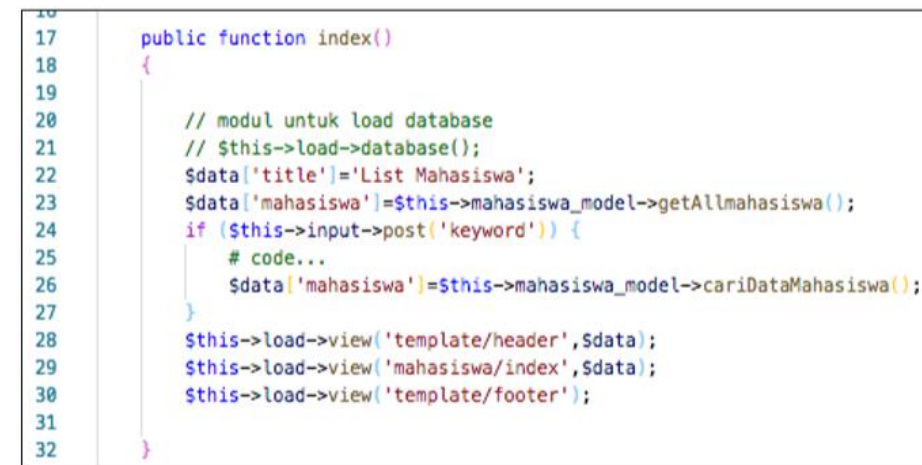 16
17 public function index()
18 {
19
20 // modul untuk load database
21 // $this->load->database();
22 $data['title']='List Mahasiswa';
23 $data['mahasiswa']=$this->mahasiswa_model->getAllmahasiswa();
24 if ($this->input->post('keyword')) {
25 # code...
26 $data['mahasiswa']=$this->mahasiswa_model->cariDataMahasiswa();
27 }
28 $this->load->view('template/header',$data);
29 $this->load->view('mahasiswa/index',$data);
30 $this->load->view('template/footer');
31
32 }